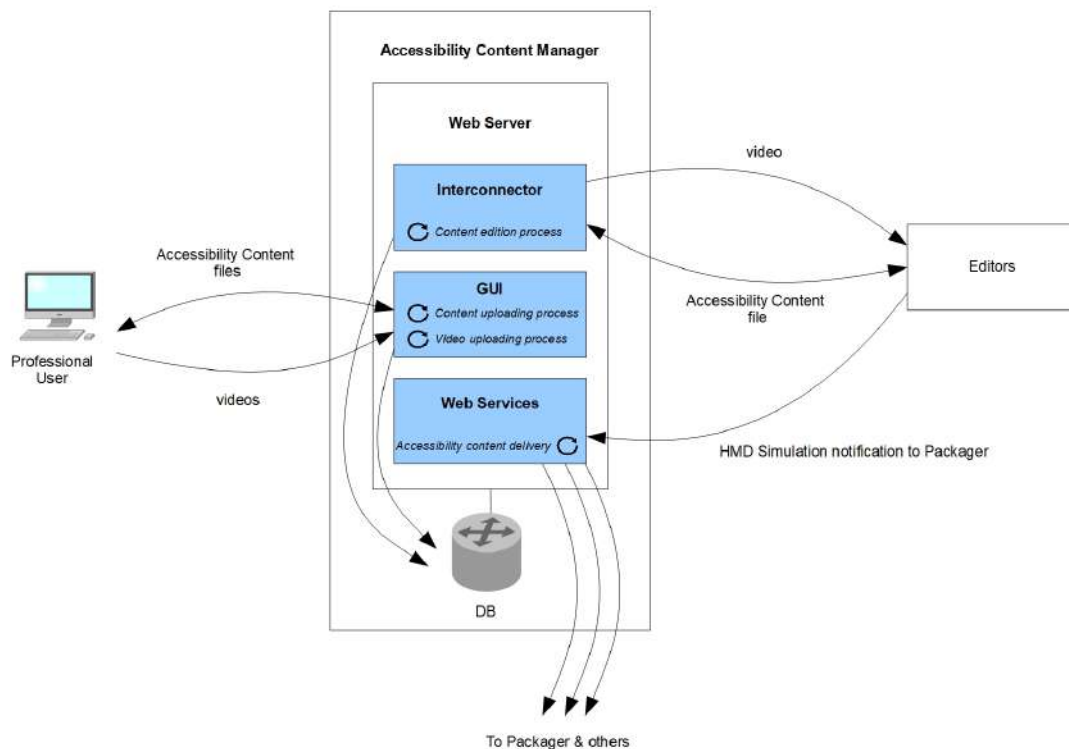 Accessibility Content Manager
Web Server
Interconnector
Content edition process
video
Editors
Accessibility Content
file
Accessibility Content
files
GUI
Content uploading process
Video uploading process
Professional
User
videos
Web Services
Accessibility content delivery
HMD Simulation notification to Packager
DB
To Packager & others